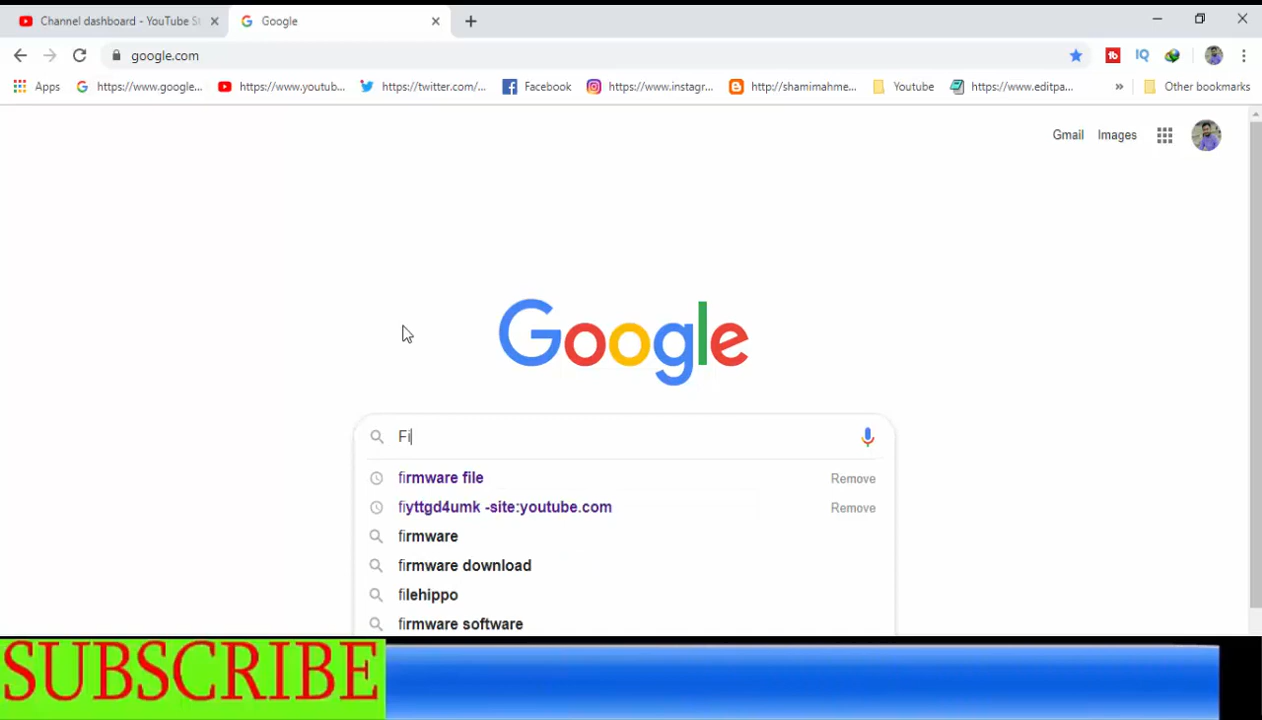 Channel dashboard - YouTube St
Google
google.com
Apps
https://www.google...
https://www.youtub...
https://twitter.com/...
Facebook
https://www.instagr...
http://shamimahme...
Youtube
https://www.editpa...
»
Other bookmarks
Gmail
Images
Google
Fi
firmware file
Remove
fiyttgd4umk -site:youtube.com
Remove
firmware
firmware download
filehippo
firmware software
SUBSCRIBE